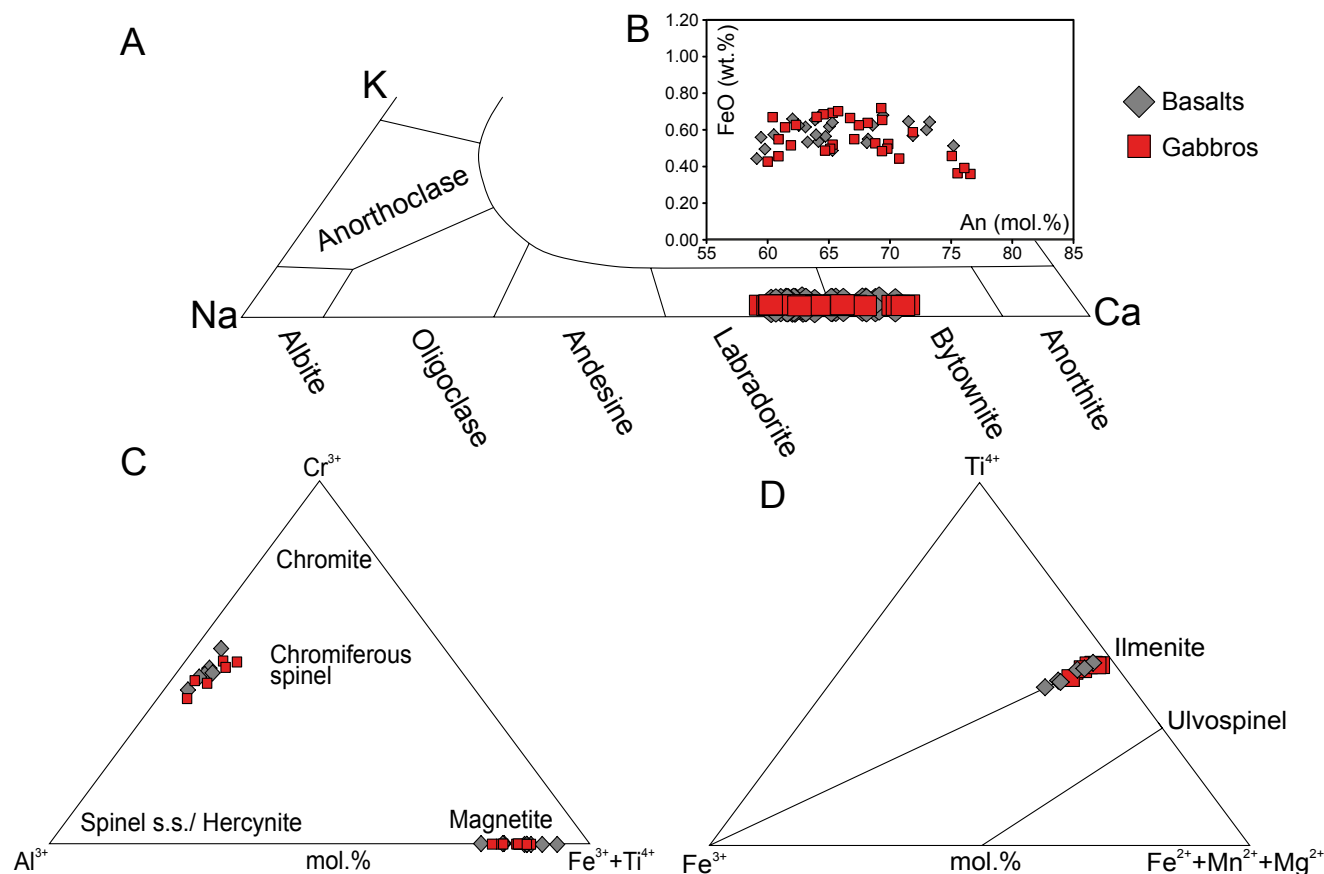 A
B
K
Anorthoclase
Na
Ca
Albite
Oligoclase
Andesine
Labradorite
Bytownite
Anorthite
1.20
1.00
0.80
0.60
0.40
0.20
0.00
FeO (wt.%)
An (mol.%)
55 60 65 70 75 80 85
Basalts
Gabbros
C
Cr³⁺
Chromite
Chromiferous
spinel
Spinel s.s./ Hercynite
Magnetite
Al³⁺
mol.%
Fe³⁺+Ti⁴⁺
D
Ti⁴⁺
Ilmenite
Ulvospinel
Fe³⁺
mol.%
Fe²⁺+Mn²⁺+Mg²⁺